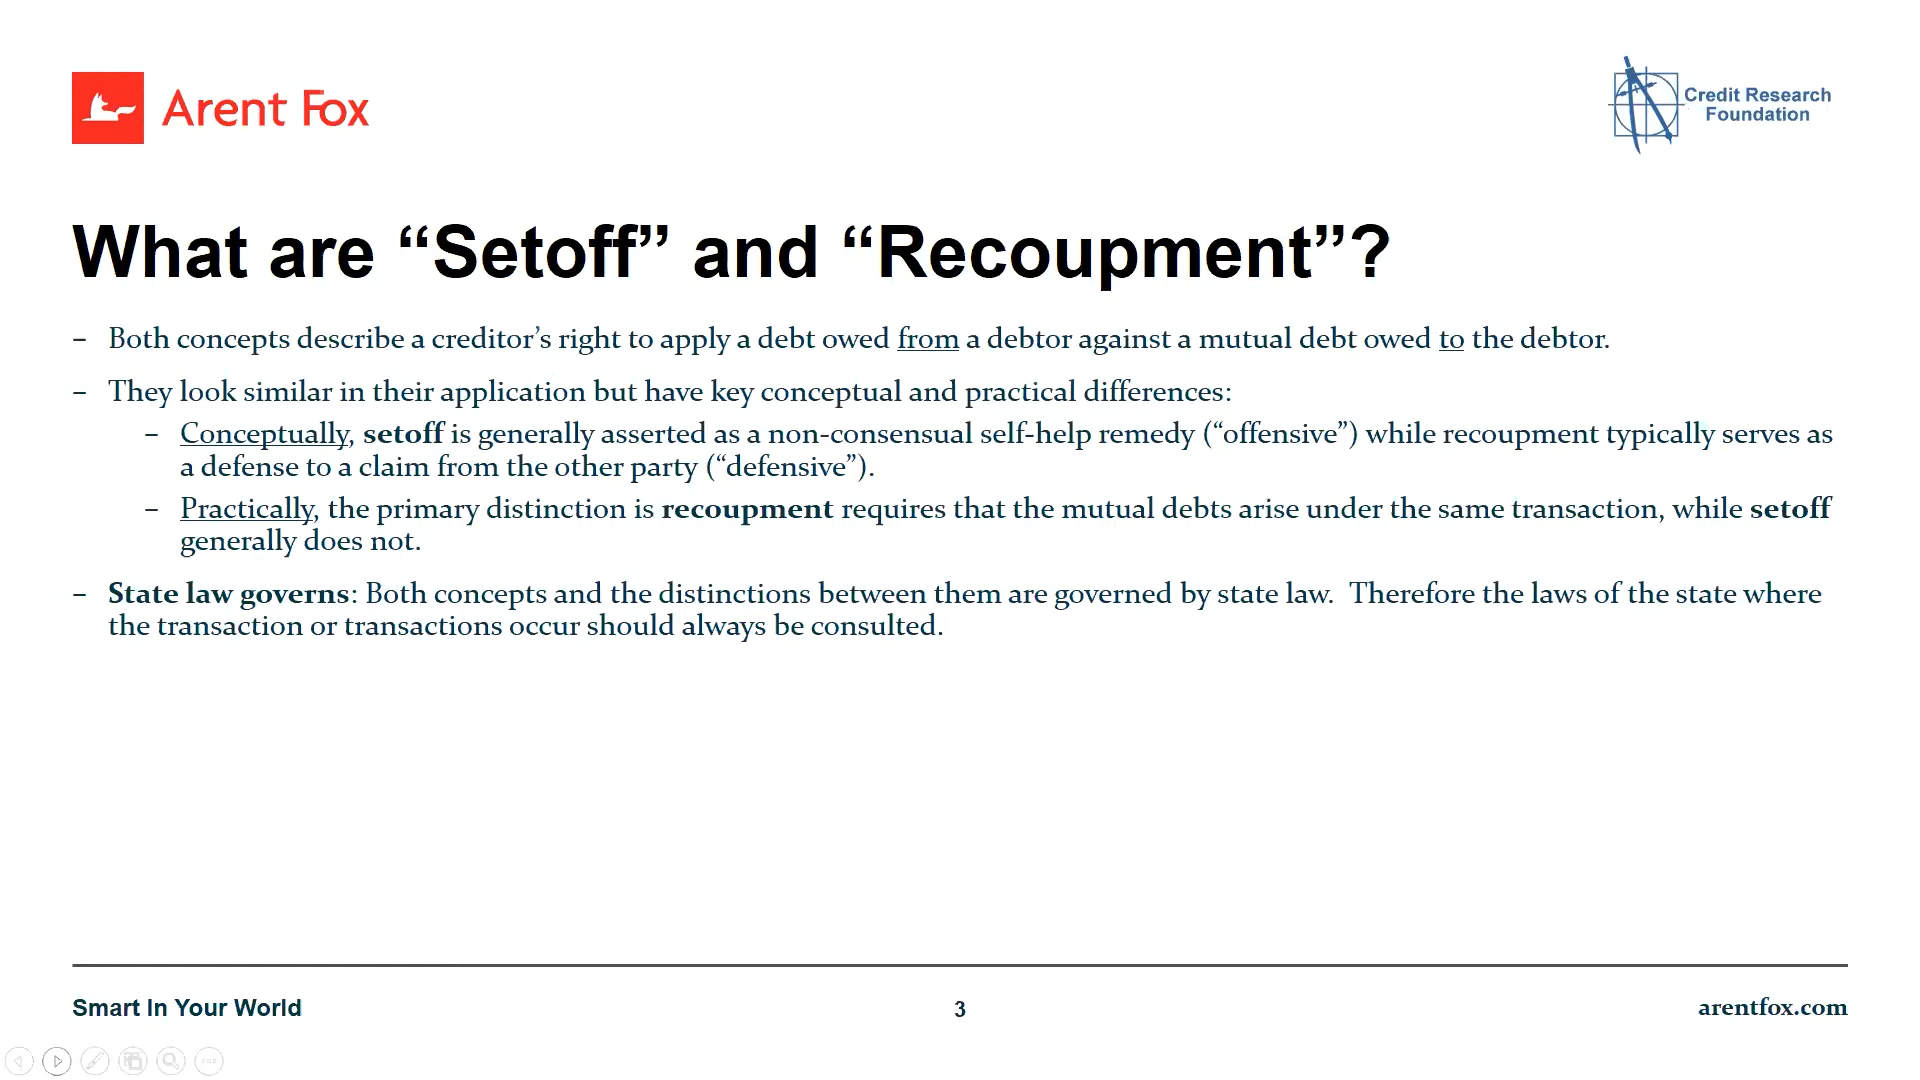 Arent Fox
Credit Research
Foundation
What are “Setoff” and “Recoupment”?
– Both concepts describe a creditor’s right to apply a debt owed from a debtor against a mutual debt owed to the debtor.
– They look similar in their application but have key conceptual and practical differences:
– Conceptually, setoff is generally asserted as a non-consensual self-help remedy (“offensive”) while recoupment typically serves as
a defense to a claim from the other party (“defensive”).
– Practically, the primary distinction is recoupment requires that the mutual debts arise under the same transaction, while setoff
generally does not.
– State law governs: Both concepts and the distinctions between them are governed by state law.  Therefore the laws of the state where
the transaction or transactions occur should always be consulted.
Smart In Your World
3
arentfox.com